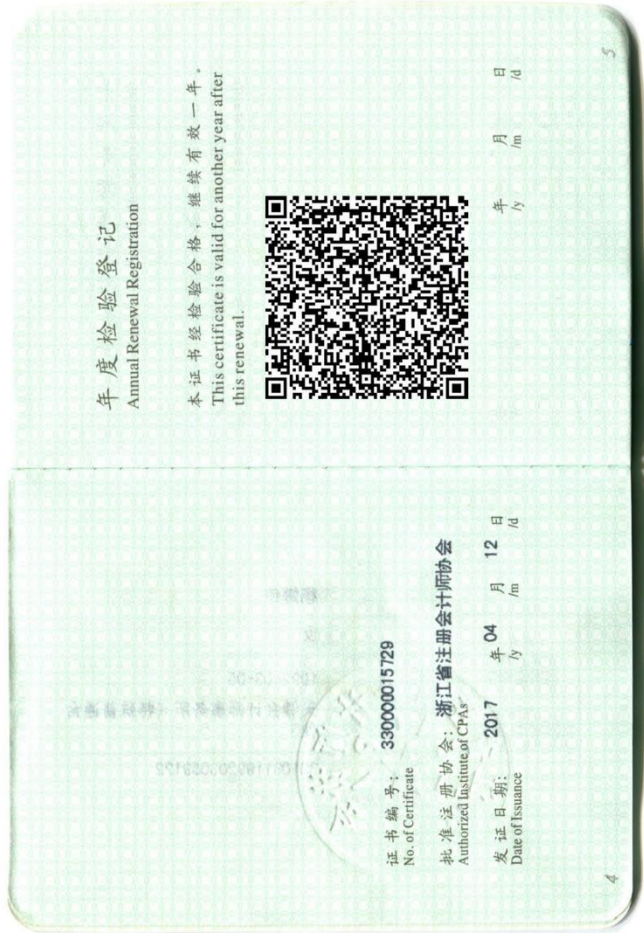 年度检验登记
Annual Renewal Registration
本证书经检验合格，继续有效一年。
This certificate is valid for another year after
this renewal.
年 月 日
/y /m /d
5
证书编号：
330000015729
No. of Certificate
批准注册协会：
浙江省注册会计师协会
Authorized Institute of CPAs
发证日期：
2017 年 04 月 12 日
Date of Issuance /y /m /d
4